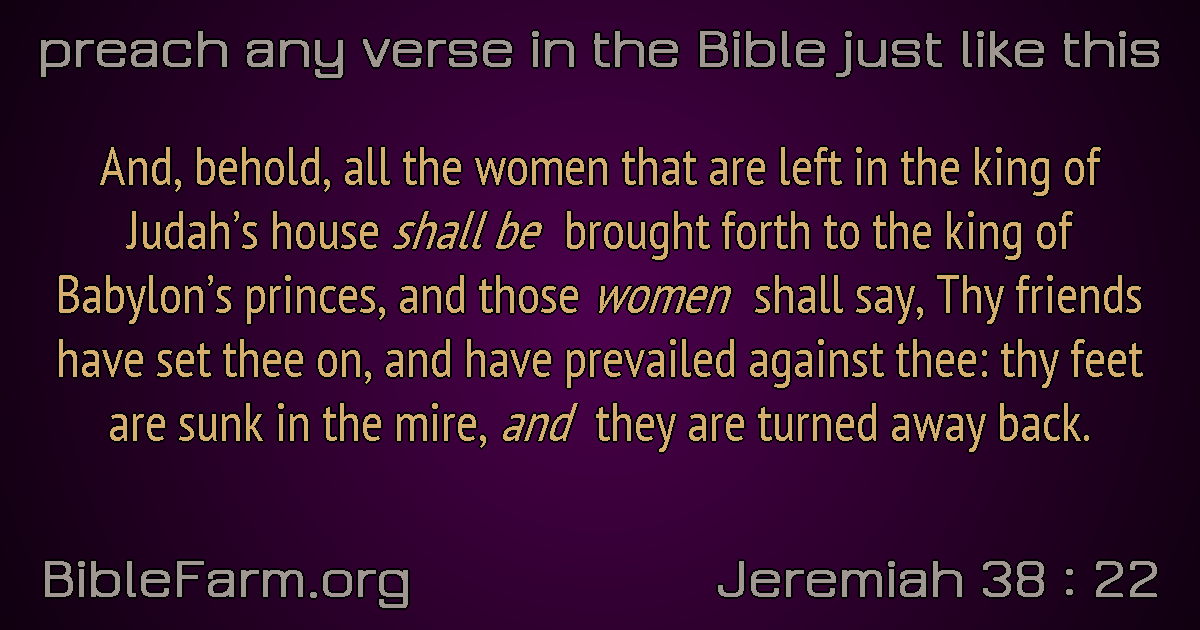 preach any verse in the Bible just like this
And, behold, all the women that are left in the king of
Judah’s house shall be brought forth to the king of
Babylon’s princes, and those women shall say, Thy friends
have set thee on, and have prevailed against thee: thy feet
are sunk in the mire, and they are turned away back.
BibleFarm.org
Jeremiah 38 : 22